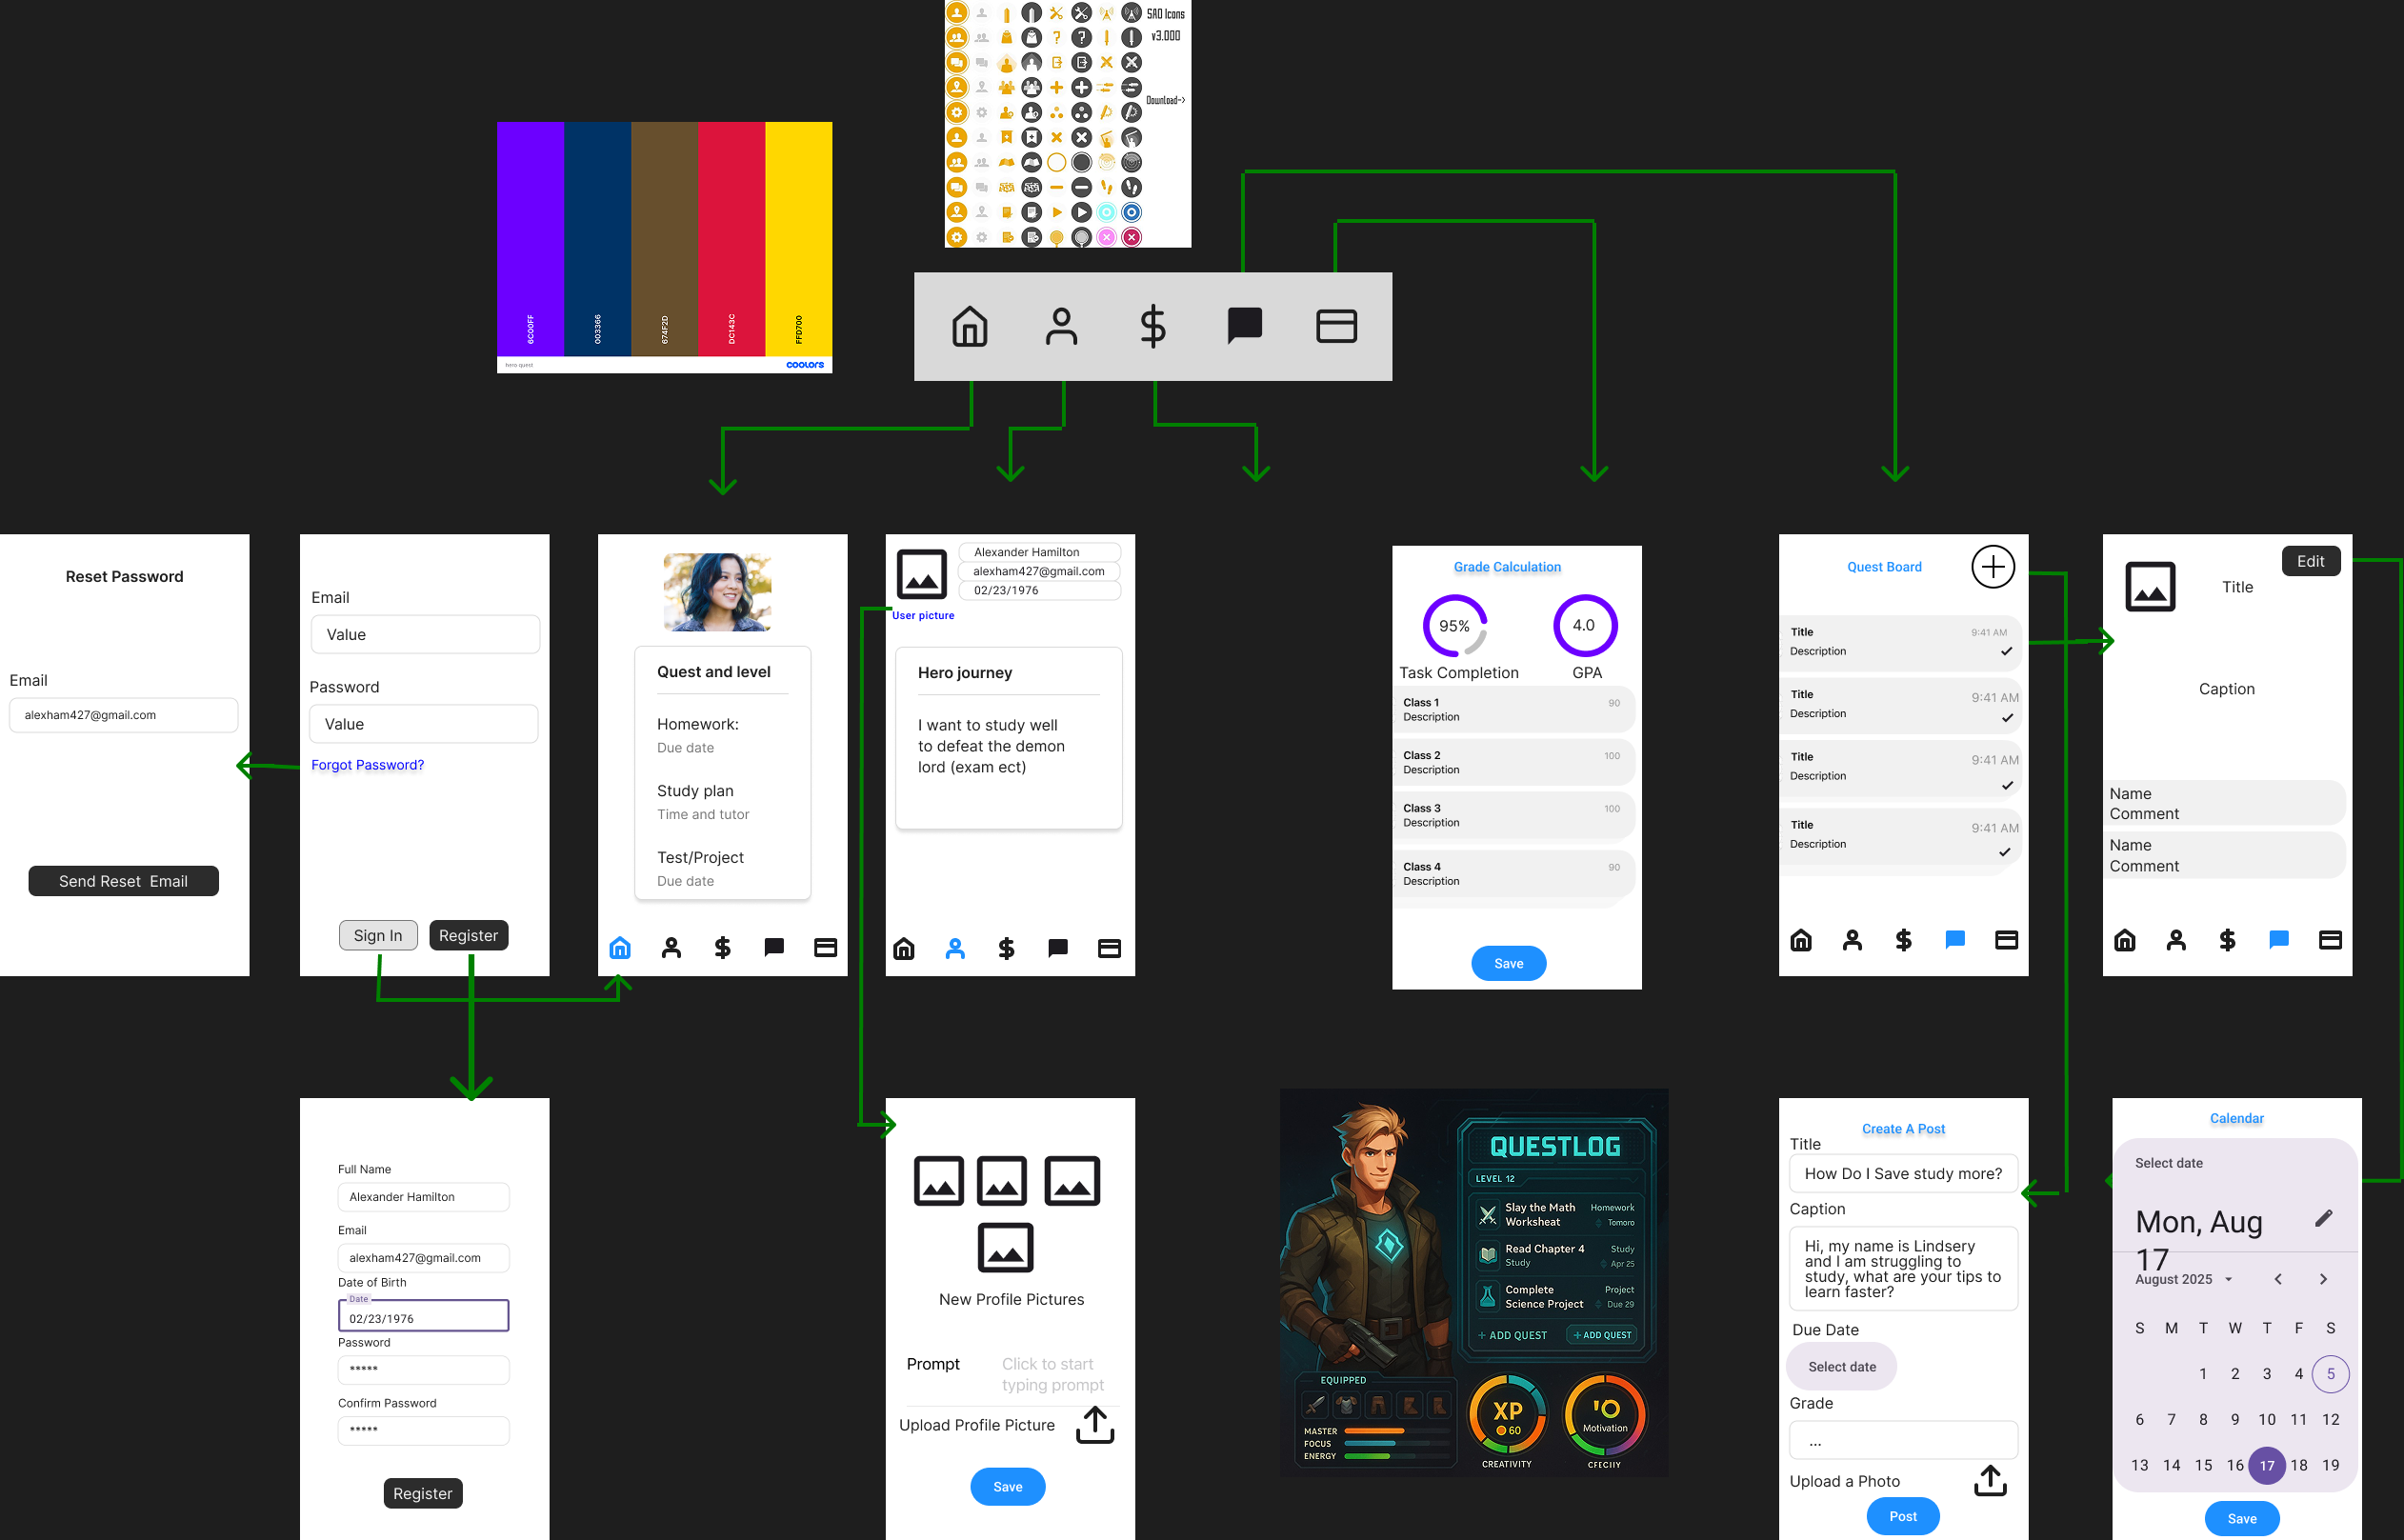 SAO Icons
v3.000
Download->
6C00FF
003366
674F2D
DC143C
FFD700
hero quest
coolors
Reset Password
Email
alexham427@gmail.com
Send Reset Email
Email
Value
Password
Value
Forgot Password?
Sign In
Register
Quest and level
Homework:
Due date
Study plan
Time and tutor
Test/Project
Due date
Alexander Hamilton
alexham427@gmail.com
02/23/1976
User picture
Hero journey
I want to study well
to defeat the demon
lord (exam ect)
Grade Calculation
95%
4.0
Task Completion
GPA
Class 1
90
Description
Class 2
100
Description
Class 3
100
Description
Class 4
90
Description
Save
Quest Board
Title
9:41 AM
Description
Title
9:41 AM
Description
Title
9:41 AM
Description
Title
9:41 AM
Description
Edit
Title
Caption
Name
Comment
Name
Comment
Full Name
Alexander Hamilton
Email
alexham427@gmail.com
Date of Birth
Date
02/23/1976
Password
*****
Confirm Password
*****
Register
New Profile Pictures
Prompt
Click to start
typing prompt
Upload Profile Picture
Save
QUESTLOG
LEVEL 12
Slay the Math
Worksheat
Homework
Tomoro
Read Chapter 4
Study
Study
Apr 25
Complete
Science Project
Project
Due 29
+ ADD QUEST
+ ADD QUEST
EQUIPPED
MASTER
FOCUS
ENERGY
XP
60
CREATIVITY
'O
Motivation
Create A Post
Title
How Do I Save study more?
Caption
Hi, my name is Lindsery
and I am struggling to
study, what are your tips to
learn faster?
Due Date
Select date
Grade
...
Upload a Photo
Post
Calendar
Select date
Mon, Aug
17
August 2025
S M T W T F S
1 2 3 4 5
6 7 8 9 10 11 12
13 14 15 16 17 18 19
Save